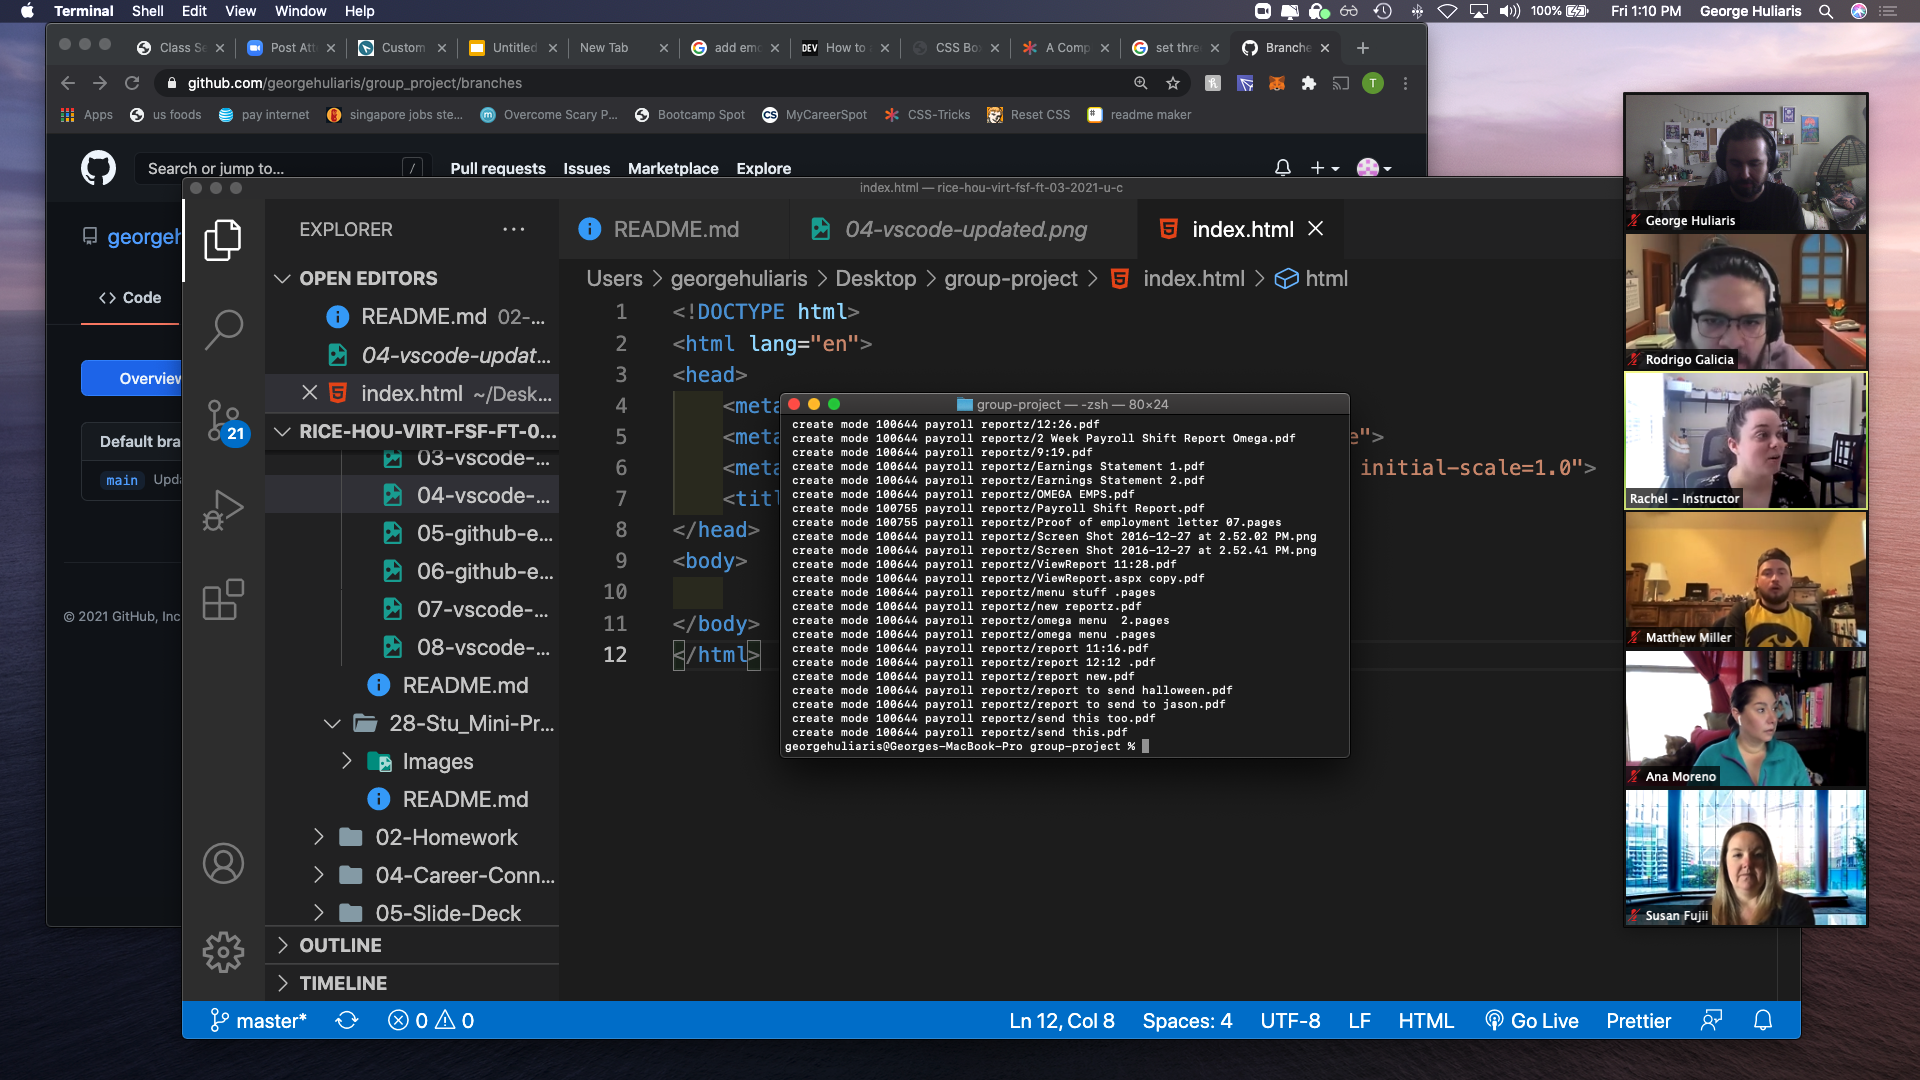 Terminal Shell Edit View Window Help
100% Fri 1:10 PM George Huliaris
Class Se Post Att Custom Untitled New Tab add emo How to CSS Box A Comp set thre Branche
github.com/georgehuliaris/group_project/branches
Apps us foods pay internet singapore jobs ste... Overcome Scary P... Bootcamp Spot MyCareerSpot CSS-Tricks Reset CSS readme maker
Search or jump to... / Pull requests Issues Marketplace Explore
georgeh
<> Code
Overview
Default bra
main Upda
© 2021 GitHub, Inc
index.html — rice-hou-virt-fsf-ft-03-2021-u-c
EXPLORER
OPEN EDITORS
README.md 02-...
04-vscode-updat...
index.html ~/Desk...
RICE-HOU-VIRT-FSF-FT-0...
03-vscode-...
04-vscode-...
05-github-e...
06-github-e...
07-vscode-...
08-vscode-...
README.md
28-Stu_Mini-Pr...
Images
README.md
02-Homework
04-Career-Conn...
05-Slide-Deck
OUTLINE
TIMELINE
21
README.md 04-vscode-updated.png index.html
Users > georgehuliaris > Desktop > group-project > index.html > html
1 <!DOCTYPE html>
2 <html lang="en">
3 <head>
4 <meta
5 <meta e">
6 <meta initial-scale=1.0">
7 <titl
8 </head>
9 <body>
10
11 </body>
12 </html>
group-project — -zsh — 80×24
create mode 100644 payroll reportz/12:26.pdf
create mode 100644 payroll reportz/2 Week Payroll Shift Report Omega.pdf
create mode 100644 payroll reportz/9:19.pdf
create mode 100644 payroll reportz/Earnings Statement 1.pdf
create mode 100644 payroll reportz/Earnings Statement 2.pdf
create mode 100644 payroll reportz/OMEGA EMPS.pdf
create mode 100755 payroll reportz/Payroll Shift Report.pdf
create mode 100755 payroll reportz/Proof of employment letter 07.pages
create mode 100644 payroll reportz/Screen Shot 2016-12-27 at 2.52.02 PM.png
create mode 100644 payroll reportz/Screen Shot 2016-12-27 at 2.52.41 PM.png
create mode 100644 payroll reportz/ViewReport 11:28.pdf
create mode 100644 payroll reportz/ViewReport.aspx copy.pdf
create mode 100644 payroll reportz/menu stuff .pages
create mode 100644 payroll reportz/new reportz.pdf
create mode 100644 payroll reportz/omega menu  2.pages
create mode 100644 payroll reportz/omega menu .pages
create mode 100644 payroll reportz/report 11:16.pdf
create mode 100644 payroll reportz/report 12:12 .pdf
create mode 100644 payroll reportz/report new.pdf
create mode 100644 payroll reportz/report to send halloween.pdf
create mode 100644 payroll reportz/report to send to jason.pdf
create mode 100644 payroll reportz/send this too.pdf
create mode 100644 payroll reportz/send this.pdf
georgehuliaris@Georges-MacBook-Pro group-project %
George Huliaris
Rodrigo Galicia
Rachel – Instructor
Matthew Miller
Ana Moreno
Susan Fujii
master* 0 0 Ln 12, Col 8 Spaces: 4 UTF-8 LF HTML Go Live Prettier